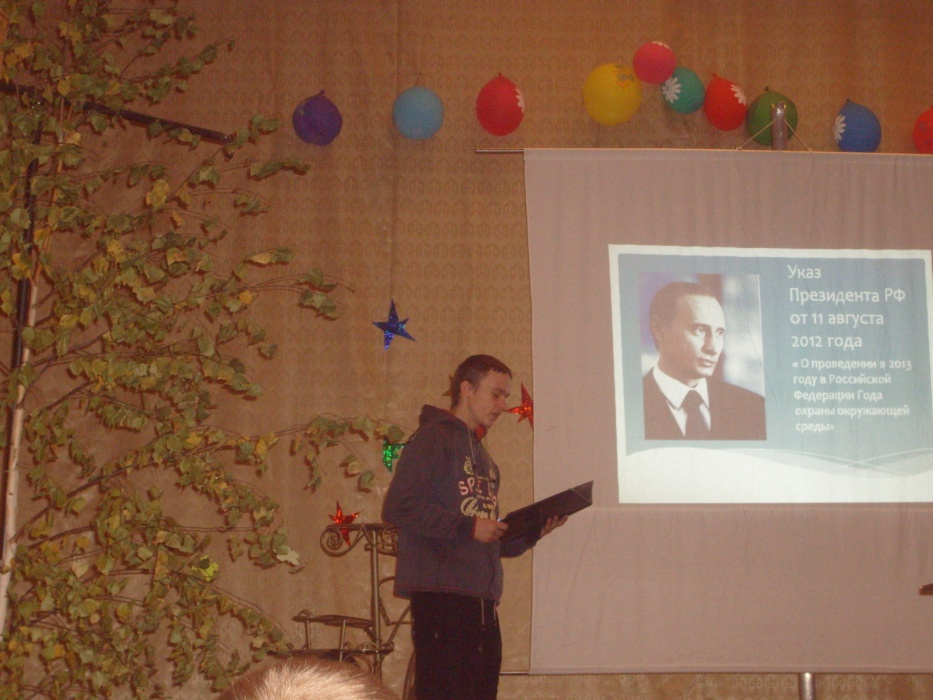 Указ
Президента РФ
от 11 августа
2012 года
«О проведении в 2013
году в Российской
Федерации Года
охраны окружающей
среды»